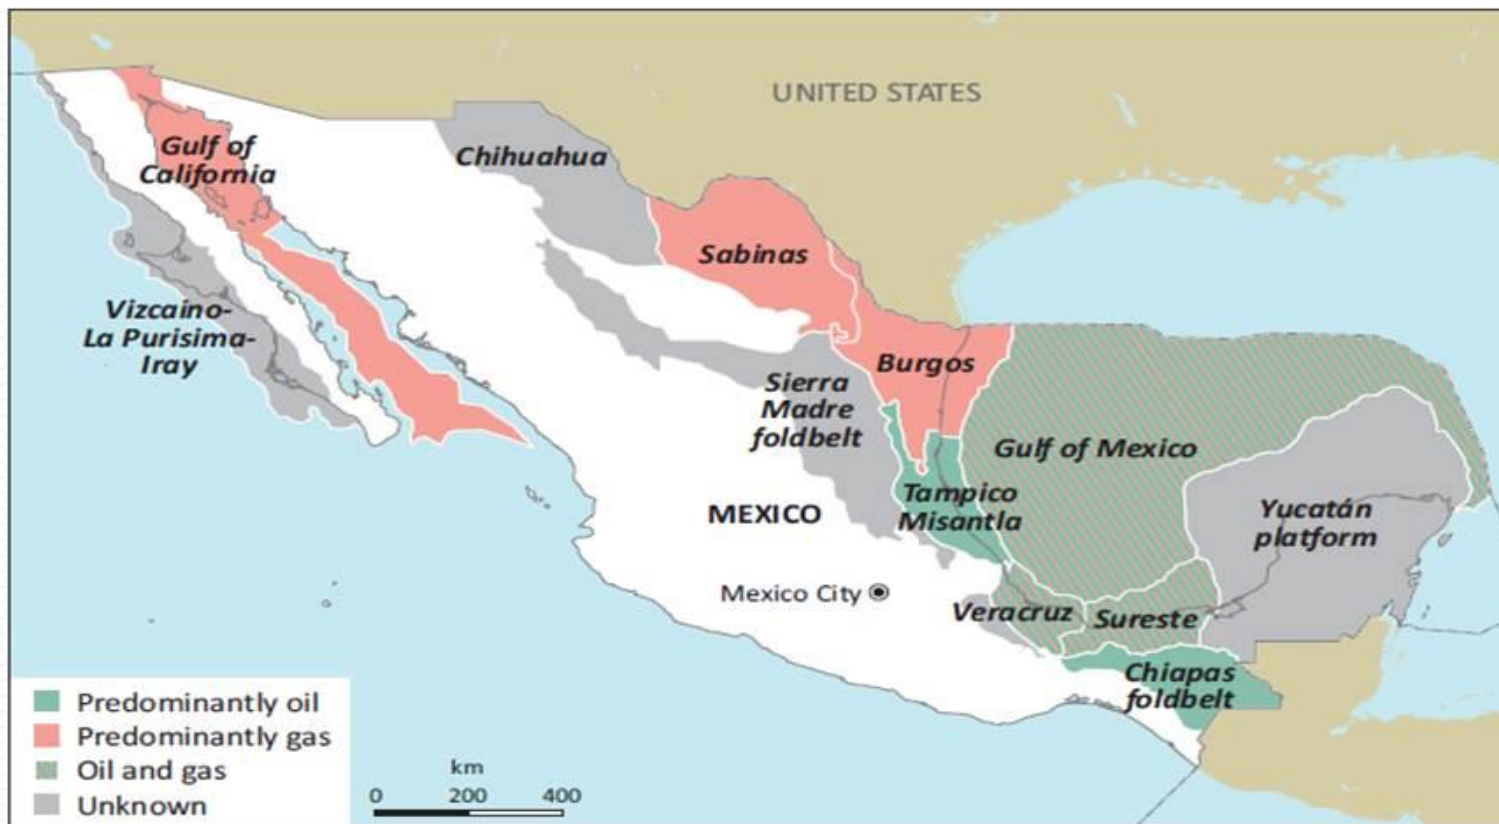 UNITED STATES
Gulf of
California
Chihuahua
Sabinas
Vizcaino-
La Purisima-
Iray
Burgos
Sierra
Madre
foldbelt
Gulf of Mexico
Tampico
Misantla
MEXICO
Yucatán
platform
Mexico City
Veracruz
Sureste
Chiapas
foldbelt
Predominantly oil
Predominantly gas
Oil and gas
Unknown
km
0 200 400